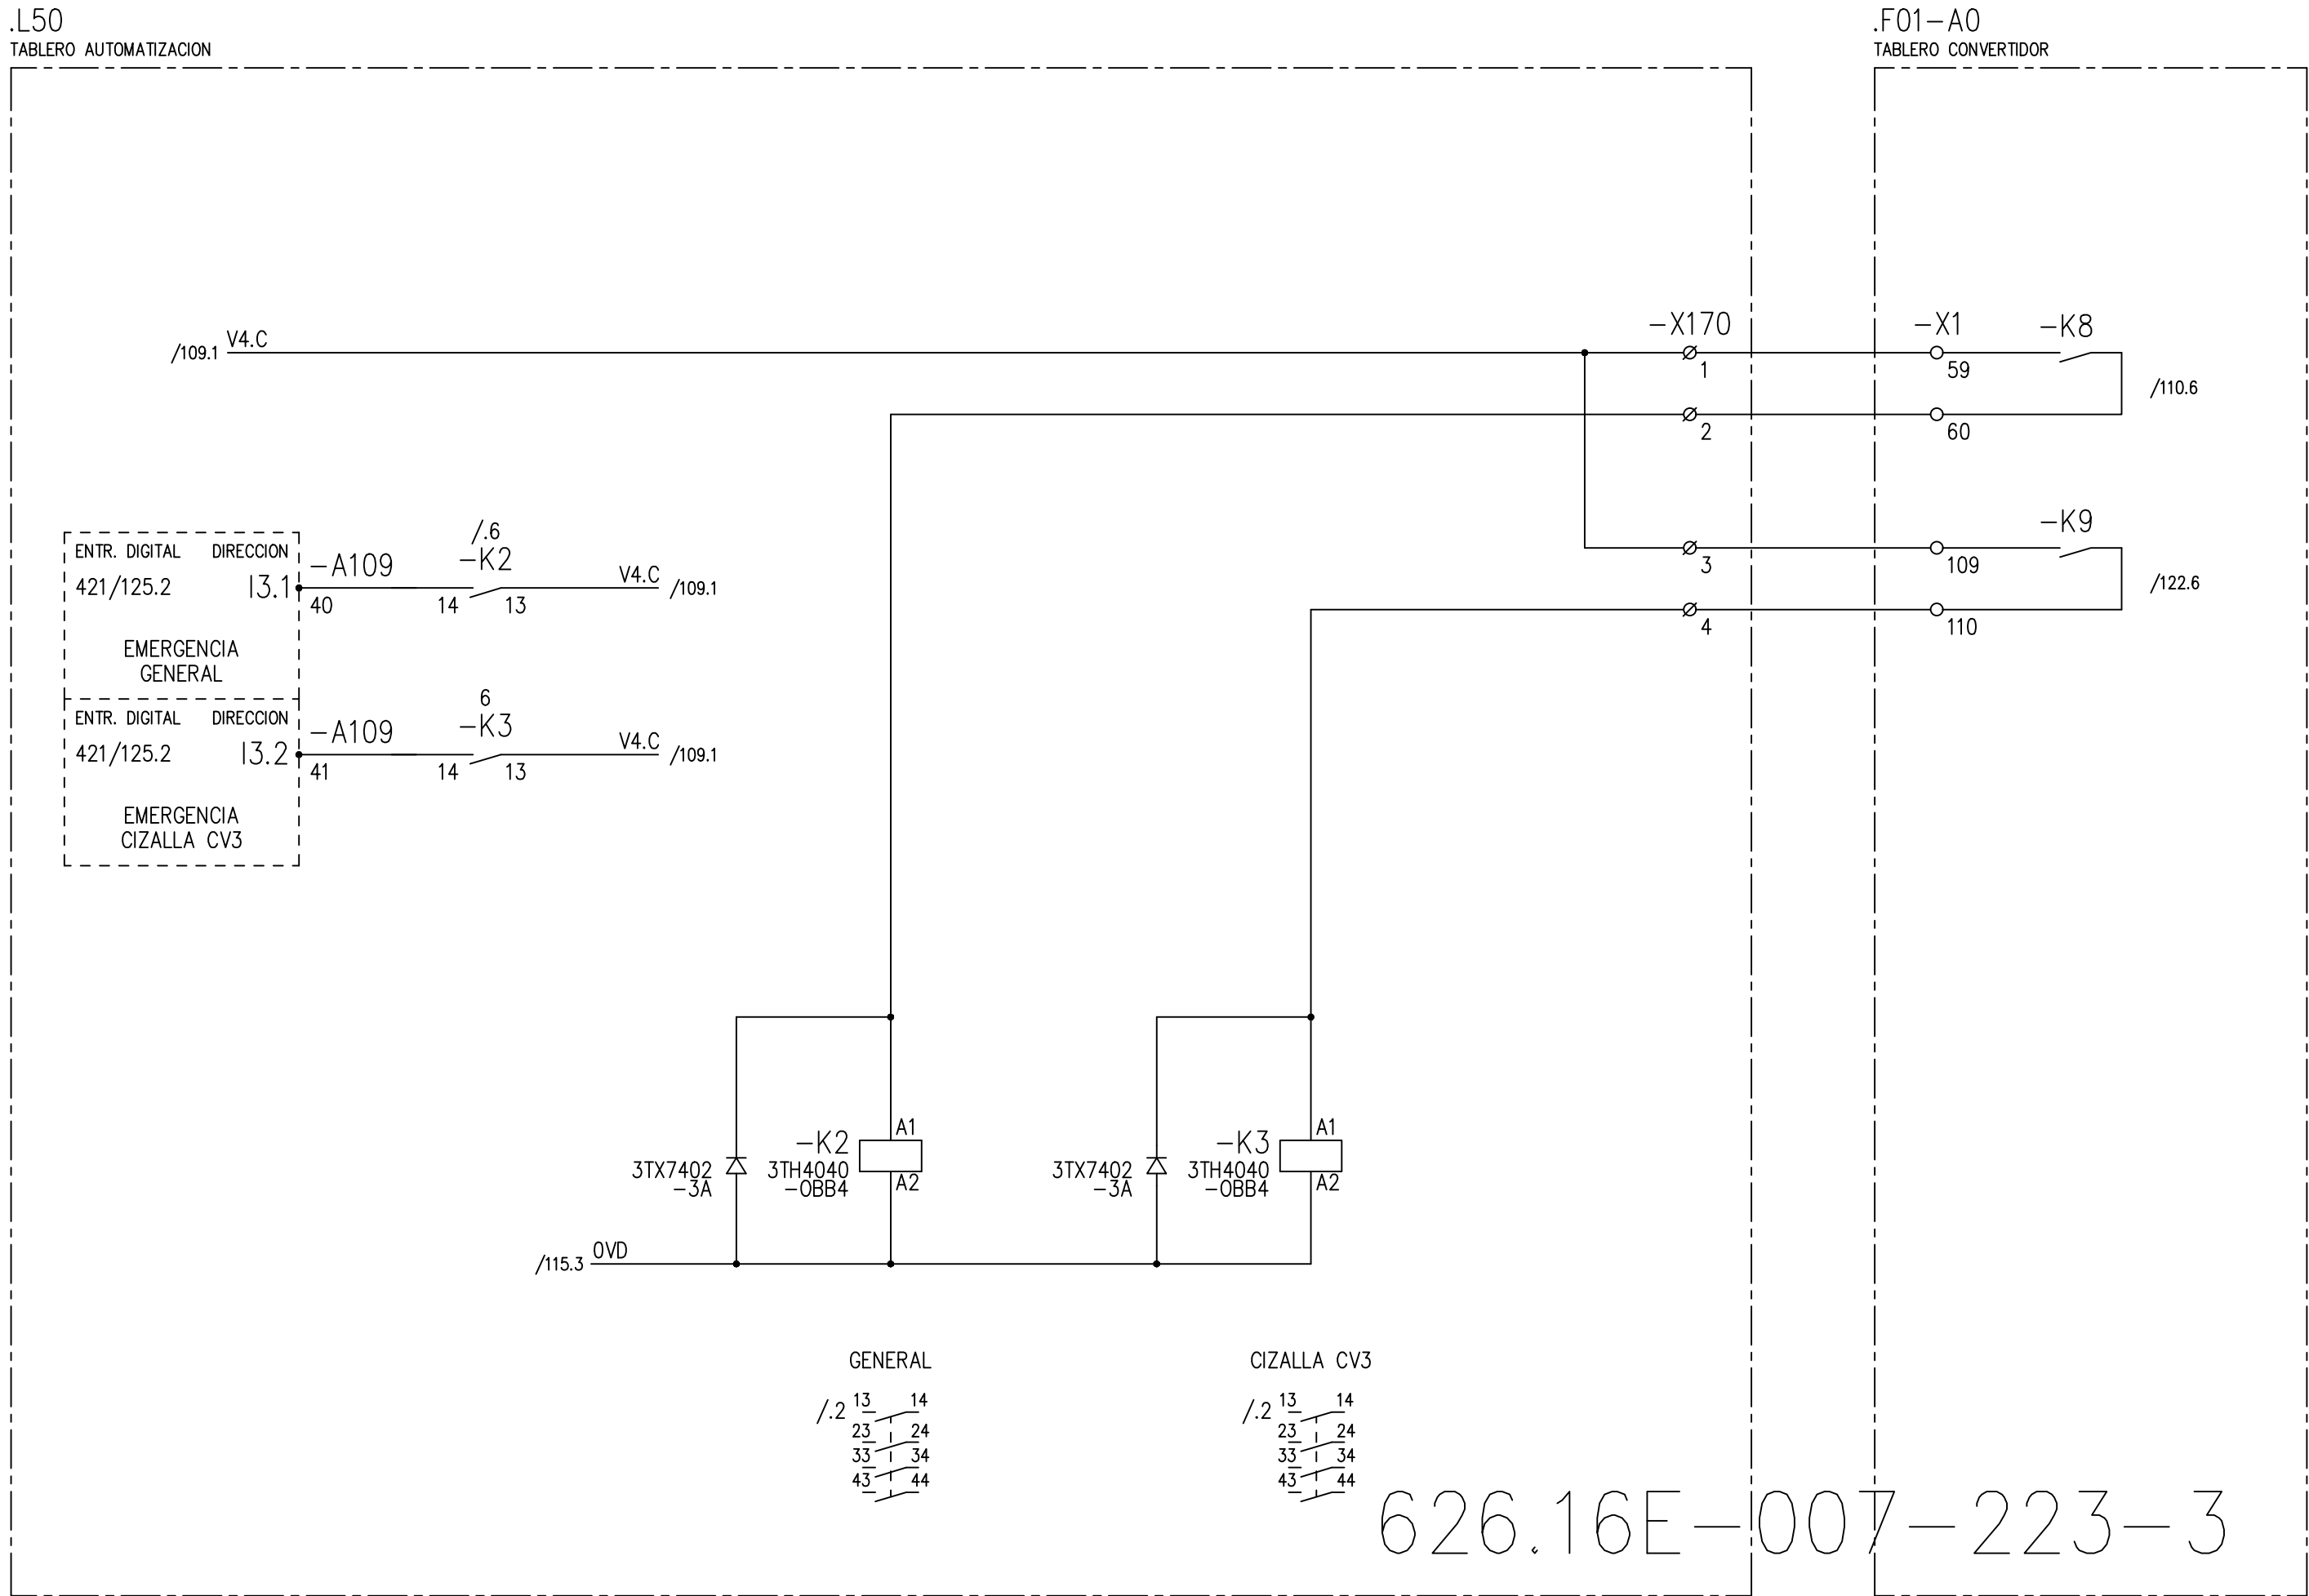 .L50
TABLERO AUTOMATIZACION
.F01-A0
TABLERO CONVERTIDOR
/109.1
V4.C
-X170
1
2
-X1
59
60
-K8
/110.6
3
4
109
110
-K9
/122.6
ENTR. DIGITAL DIRECCION
421/125.2 I3.1
EMERGENCIA
GENERAL
-A109
40
/.6
-K2
14 13
V4.C
/109.1
ENTR. DIGITAL DIRECCION
421/125.2 I3.2
EMERGENCIA
CIZALLA CV3
-A109
41
6
-K3
14 13
V4.C
/109.1
3TX7402
-3A
-K2
3TH4040
-0BB4
A1
A2
3TX7402
-3A
-K3
3TH4040
-0BB4
A1
A2
/115.3
0VD
GENERAL
/.2
13 14
23 24
33 34
43 44
CIZALLA CV3
/.2
13 14
23 24
33 34
43 44
626.16E-007-223-3